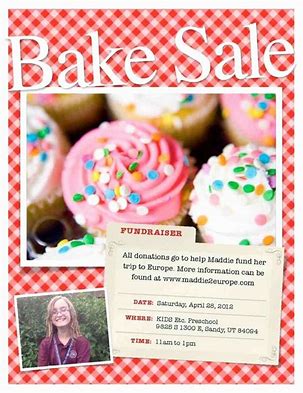 Bake Sale
FUNDRAISER
All donations go to help Maddie fund her
trip to Europe. More information can be
found at www.maddie2europe.com
DATE: Saturday, April 28, 2012
WHERE: KIDS Etc. Preschool
9828 S 1300 E, Sandy, UT 84094
TIME: 11am to 1pm